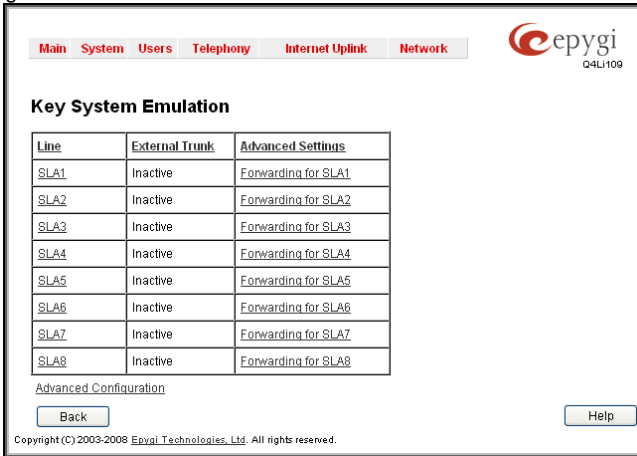 Main System Users Telephony Internet Uplink Network
epygi
Q4Li109
Key System Emulation
Line External Trunk Advanced Settings
SLA1 Inactive Forwarding for SLA1
SLA2 Inactive Forwarding for SLA2
SLA3 Inactive Forwarding for SLA3
SLA4 Inactive Forwarding for SLA4
SLA5 Inactive Forwarding for SLA5
SLA6 Inactive Forwarding for SLA6
SLA7 Inactive Forwarding for SLA7
SLA8 Inactive Forwarding for SLA8
Advanced Configuration
Back Help
Copyright (C) 2003-2008 Epygi Technologies, Ltd. All rights reserved.